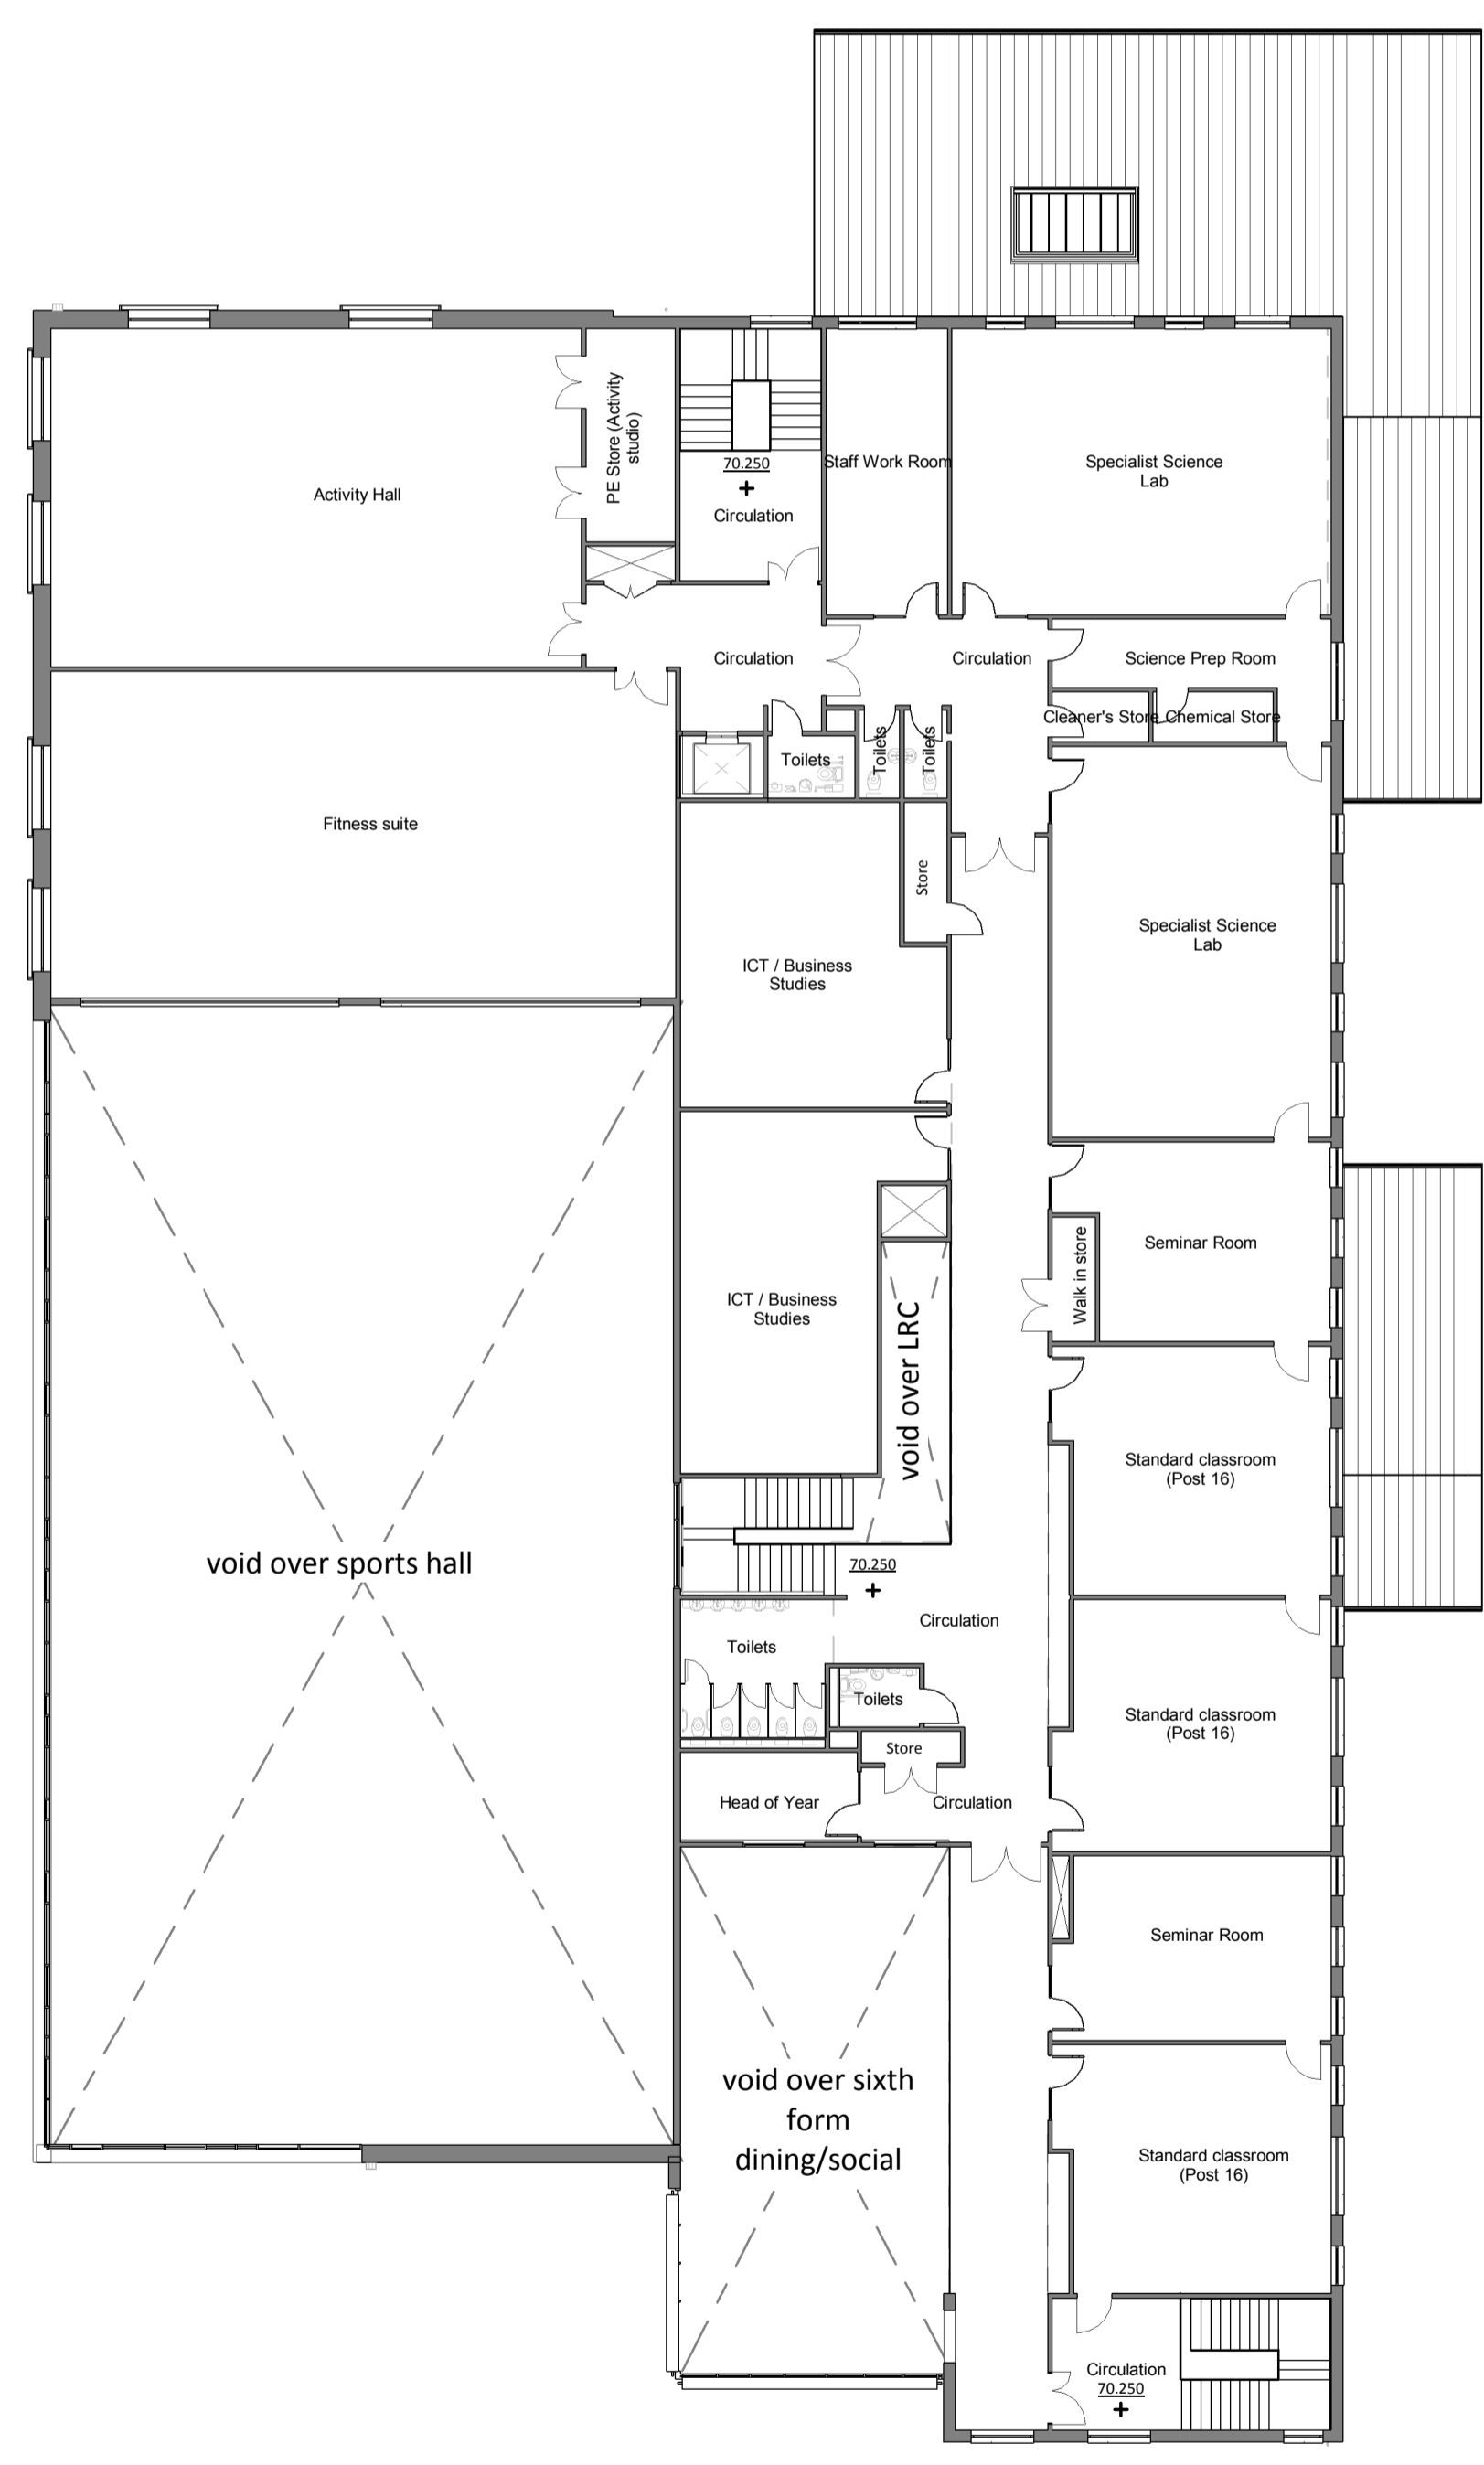 PE Store (Activity
studio)
70.250
Circulation
Staff Work Room
Specialist Science
Lab
Activity Hall
Circulation
Circulation
Science Prep Room
Cleaner's Store
Chemical Store
Toilets
Toilets
Toilets
Fitness suite
Store
Specialist Science
Lab
ICT / Business
Studies
Seminar Room
Walk in store
ICT / Business
Studies
void over LRC
Standard classroom
(Post 16)
void over sports hall
70.250
Circulation
Toilets
Toilets
Standard classroom
(Post 16)
Store
Head of Year
Circulation
Seminar Room
void over sixth
form
dining/social
Standard classroom
(Post 16)
Circulation
70.250